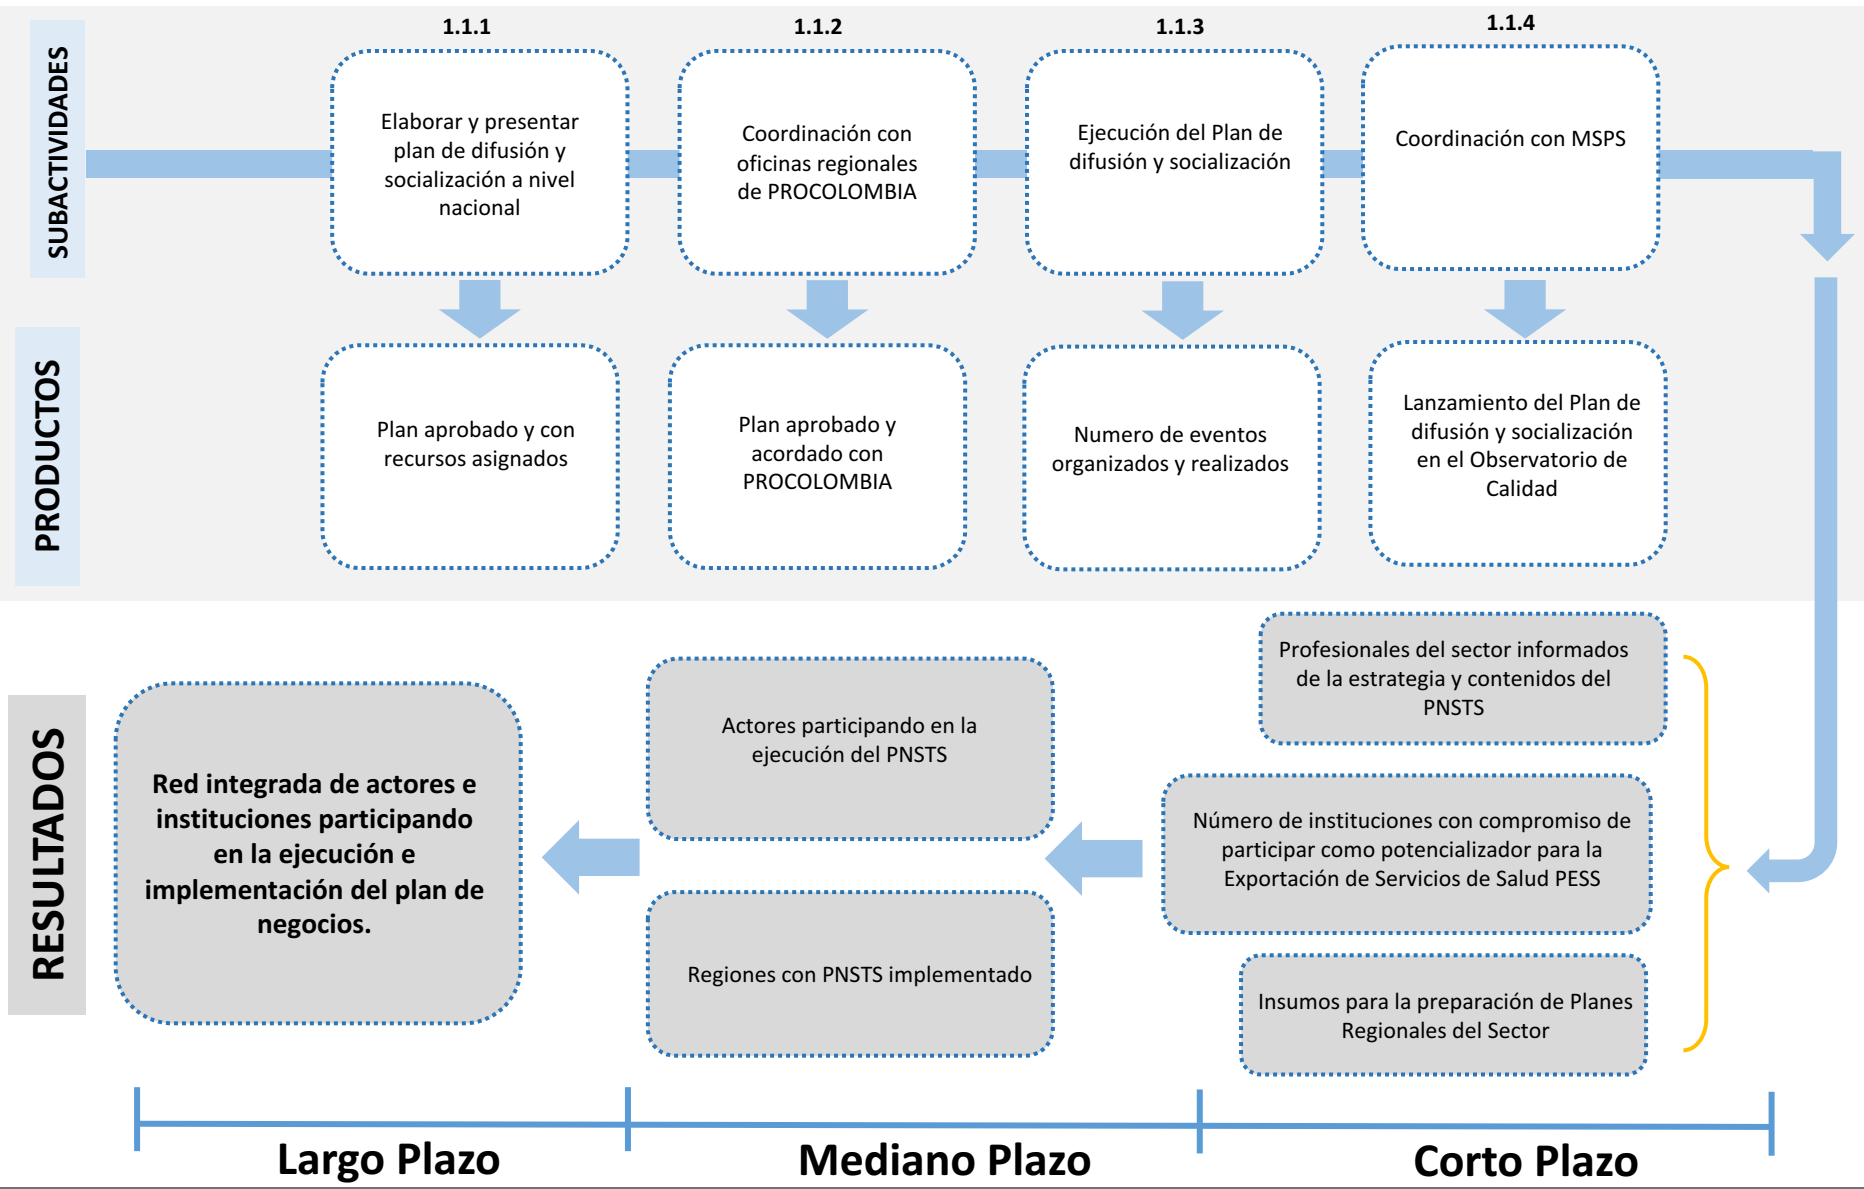 1.1.1
1.1.2
1.1.3
1.1.4
SUBACTIVIDADES
Elaborar y presentar
plan de difusión y
socialización a nivel
nacional
Coordinación con
oficinas regionales
de PROCOLOMBIA
Ejecución del Plan de
difusión y socialización
Coordinación con MSPS
PRODUCTOS
Plan aprobado y con
recursos asignados
Plan aprobado y
acordado con
PROCOLOMBIA
Numero de eventos
organizados y realizados
Lanzamiento del Plan de
difusión y socialización
en el Observatorio de
Calidad
RESULTADOS
Red integrada de actores e
instituciones participando
en la ejecución e
implementación del plan de
negocios.
Actores participando en la
ejecución del PNSTS
Regiones con PNSTS implementado
Profesionales del sector informados
de la estrategia y contenidos del
PNSTS
Número de instituciones con compromiso de
participar como potencializador para la
Exportación de Servicios de Salud PESS
Insumos para la preparación de Planes
Regionales del Sector
Largo Plazo
Mediano Plazo
Corto Plazo